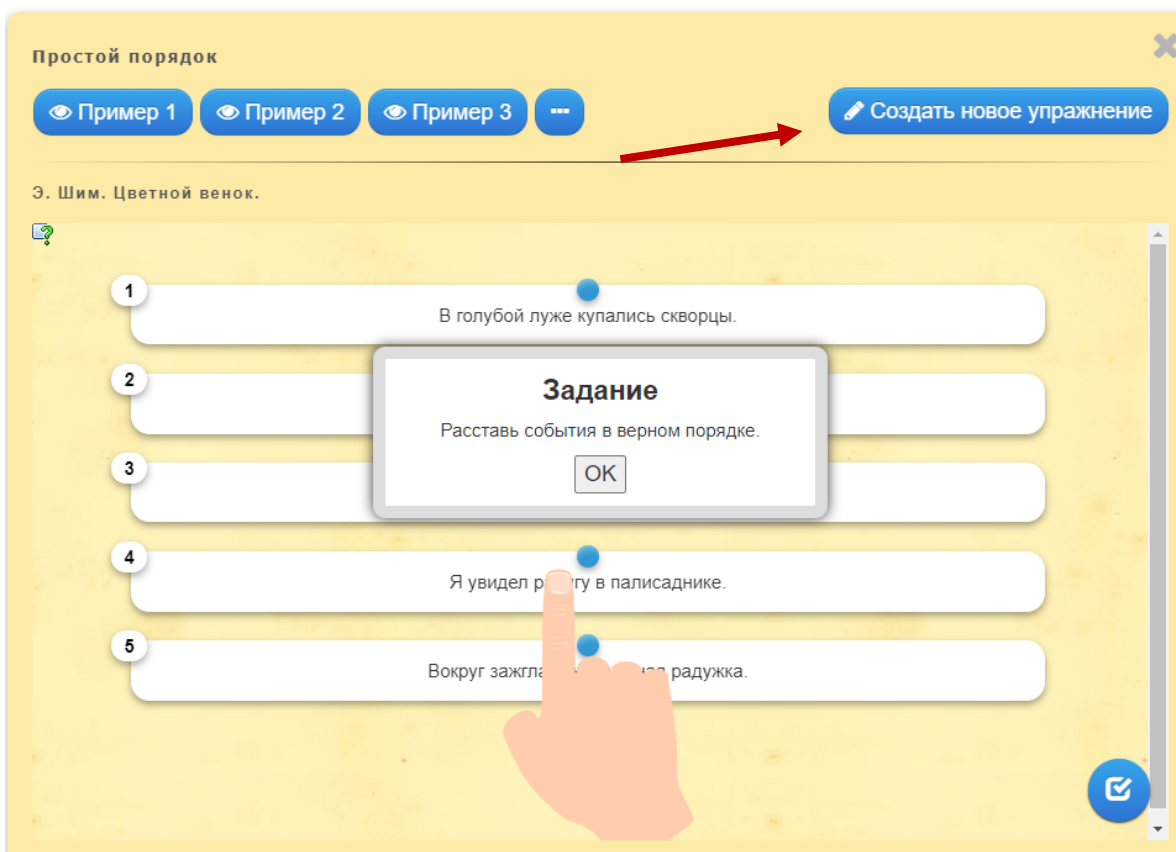 Простой порядок
Пример 1 Пример 2 Пример 3 ... Создать новое упражнение
Э. Шим. Цветной венок.
1
В голубой луже купались скворцы.
2
Задание
Расставь события в верном порядке.
3
OK
4
Я увидел в палисаднике.
5
Вокруг радужка.